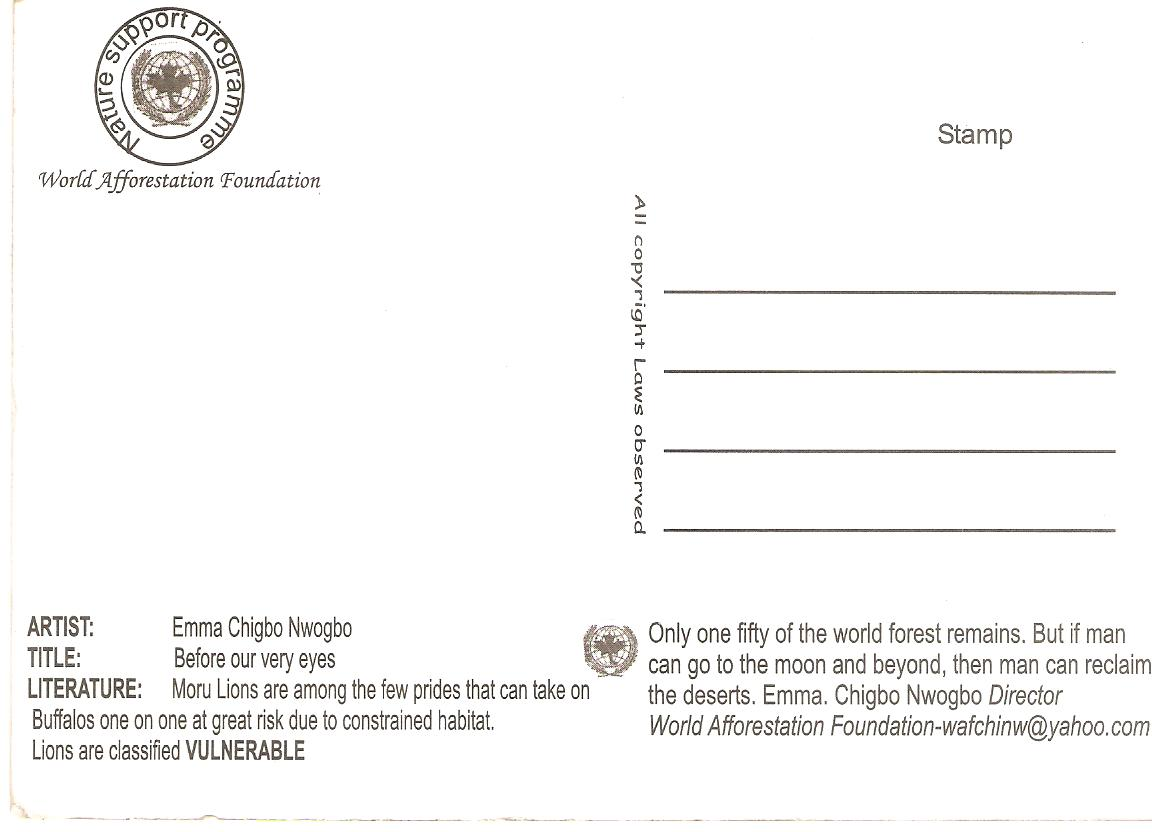 Nature support programme
World Afforestation Foundation
Stamp
All copyright Laws observed
ARTIST: Emma Chigbo Nwogbo
TITLE: Before our very eyes
LITERATURE: Moru Lions are among the few prides that can take on
Buffalos one on one at great risk due to constrained habitat.
Lions are classified VULNERABLE
Only one fifty of the world forest remains. But if man
can go to the moon and beyond, then man can reclaim
the deserts. Emma. Chigbo Nwogbo Director
World Afforestation Foundation-wafchinw@yahoo.com